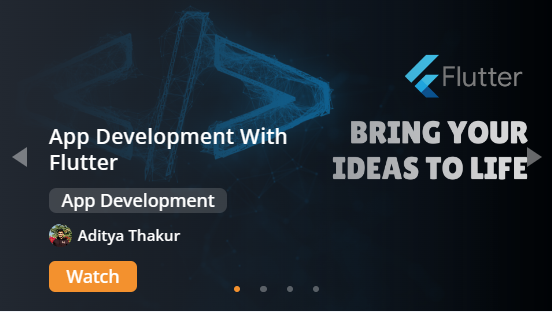 Flutter
BRING YOUR
IDEAS TO LIFE
App Development With
Flutter
App Development
Aditya Thakur
Watch